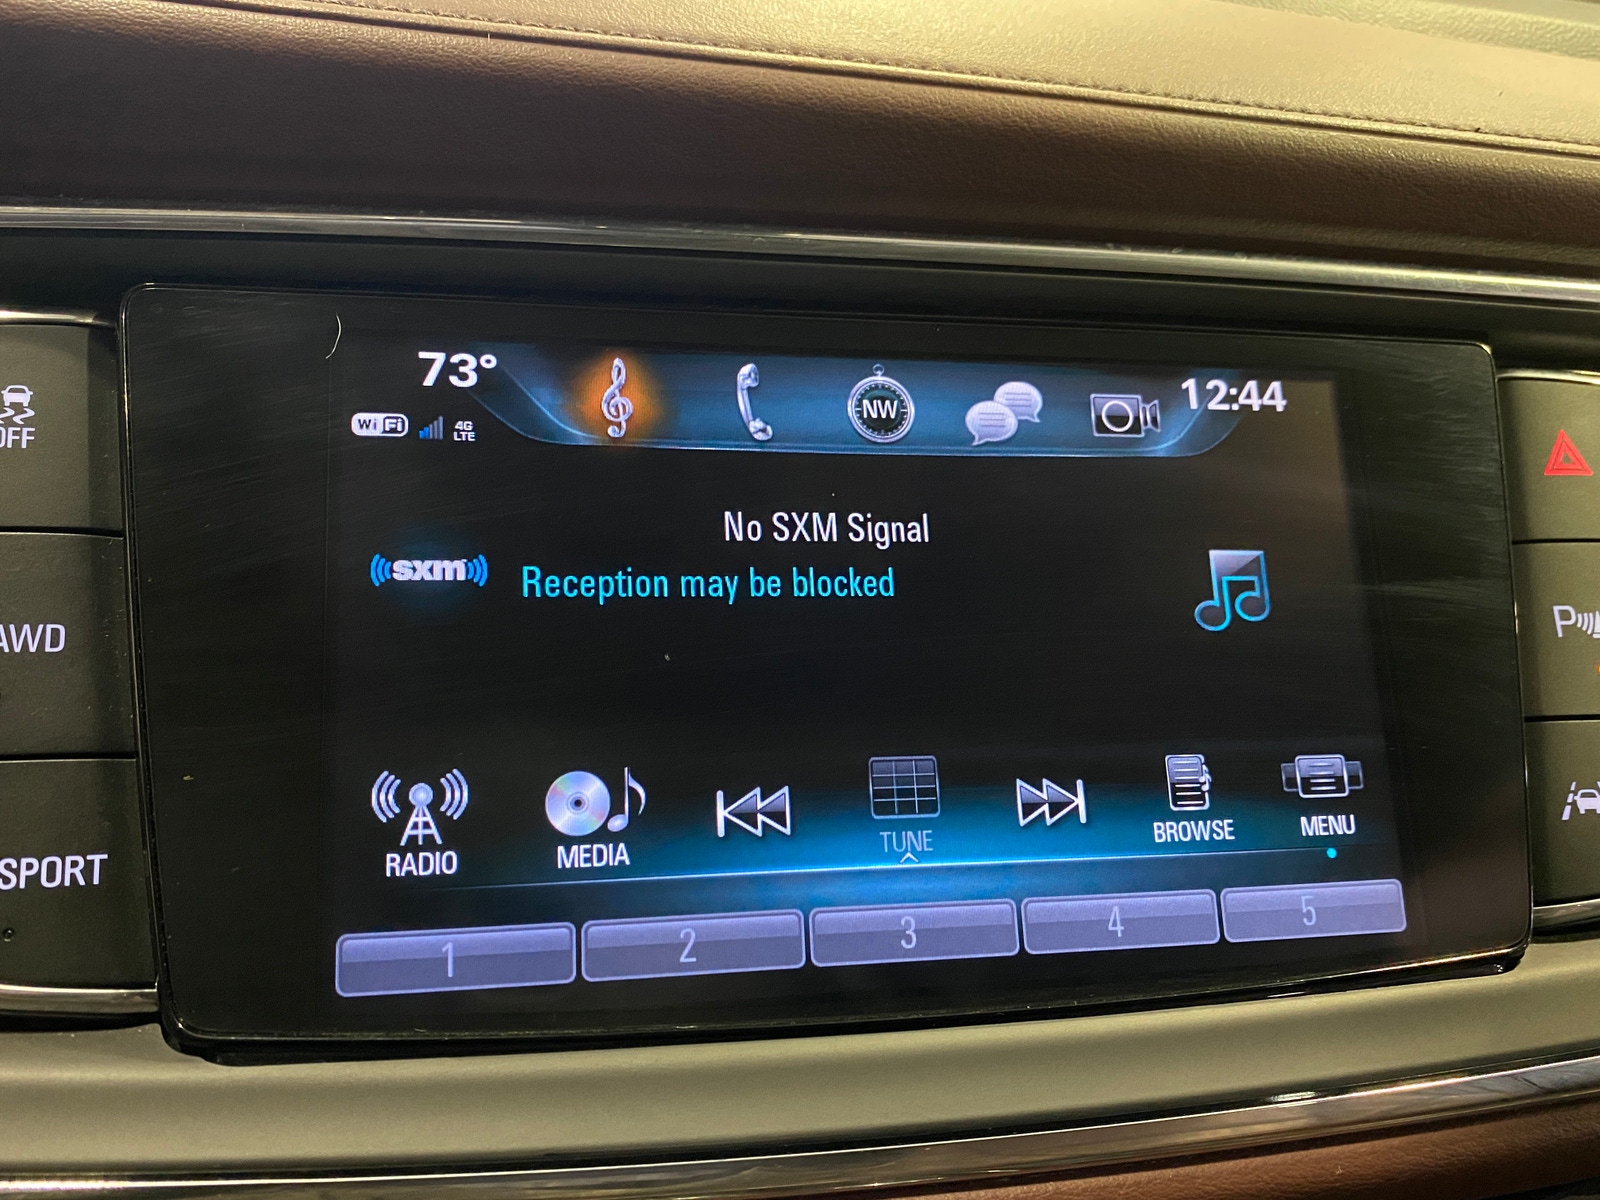 73°
12:44
WiFi
4G
LTE
NW
OFF
No SXM Signal
sxm
Reception may be blocked
AWD
P
RADIO
MEDIA
TUNE
BROWSE
MENU
SPORT
1
2
3
4
5